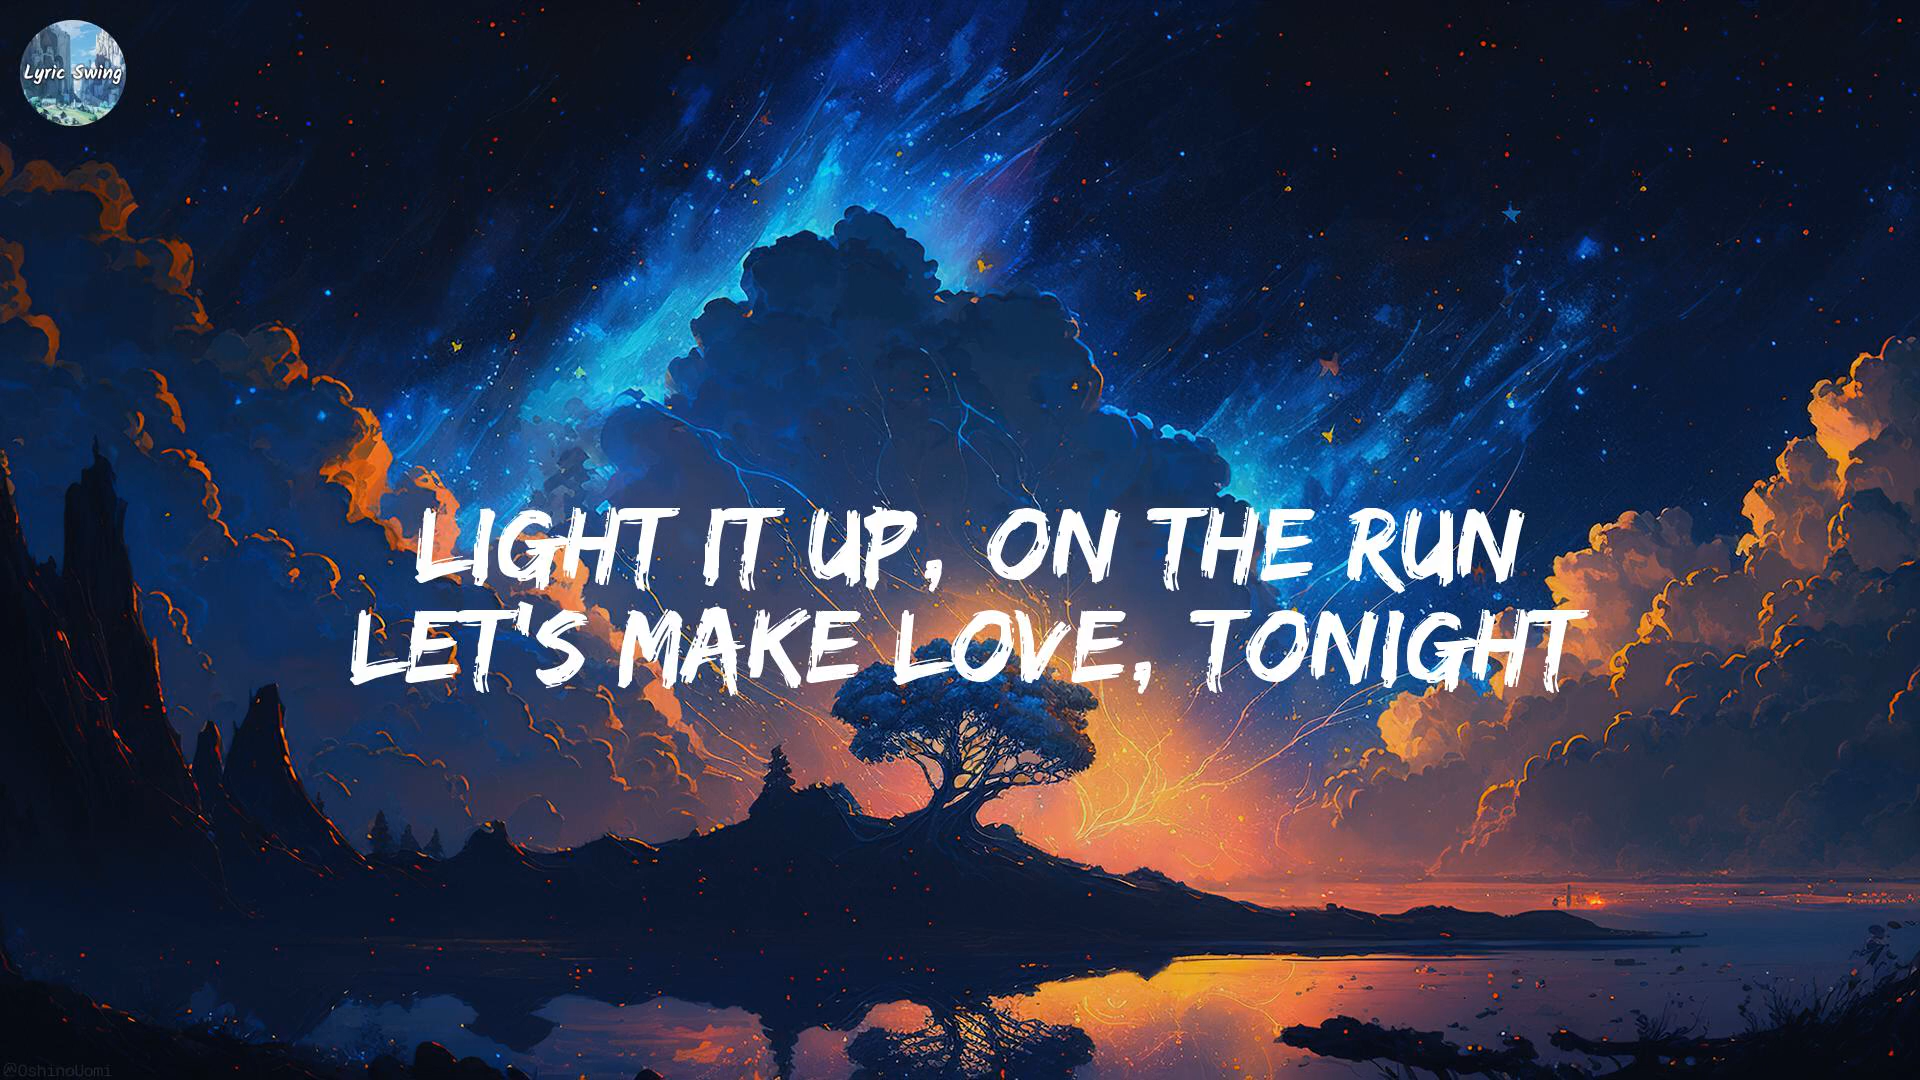 Lyric Swing
LIGHT IT UP, ON THE RUN
LET'S MAKE LOVE, TONIGHT
@OshinoUomi